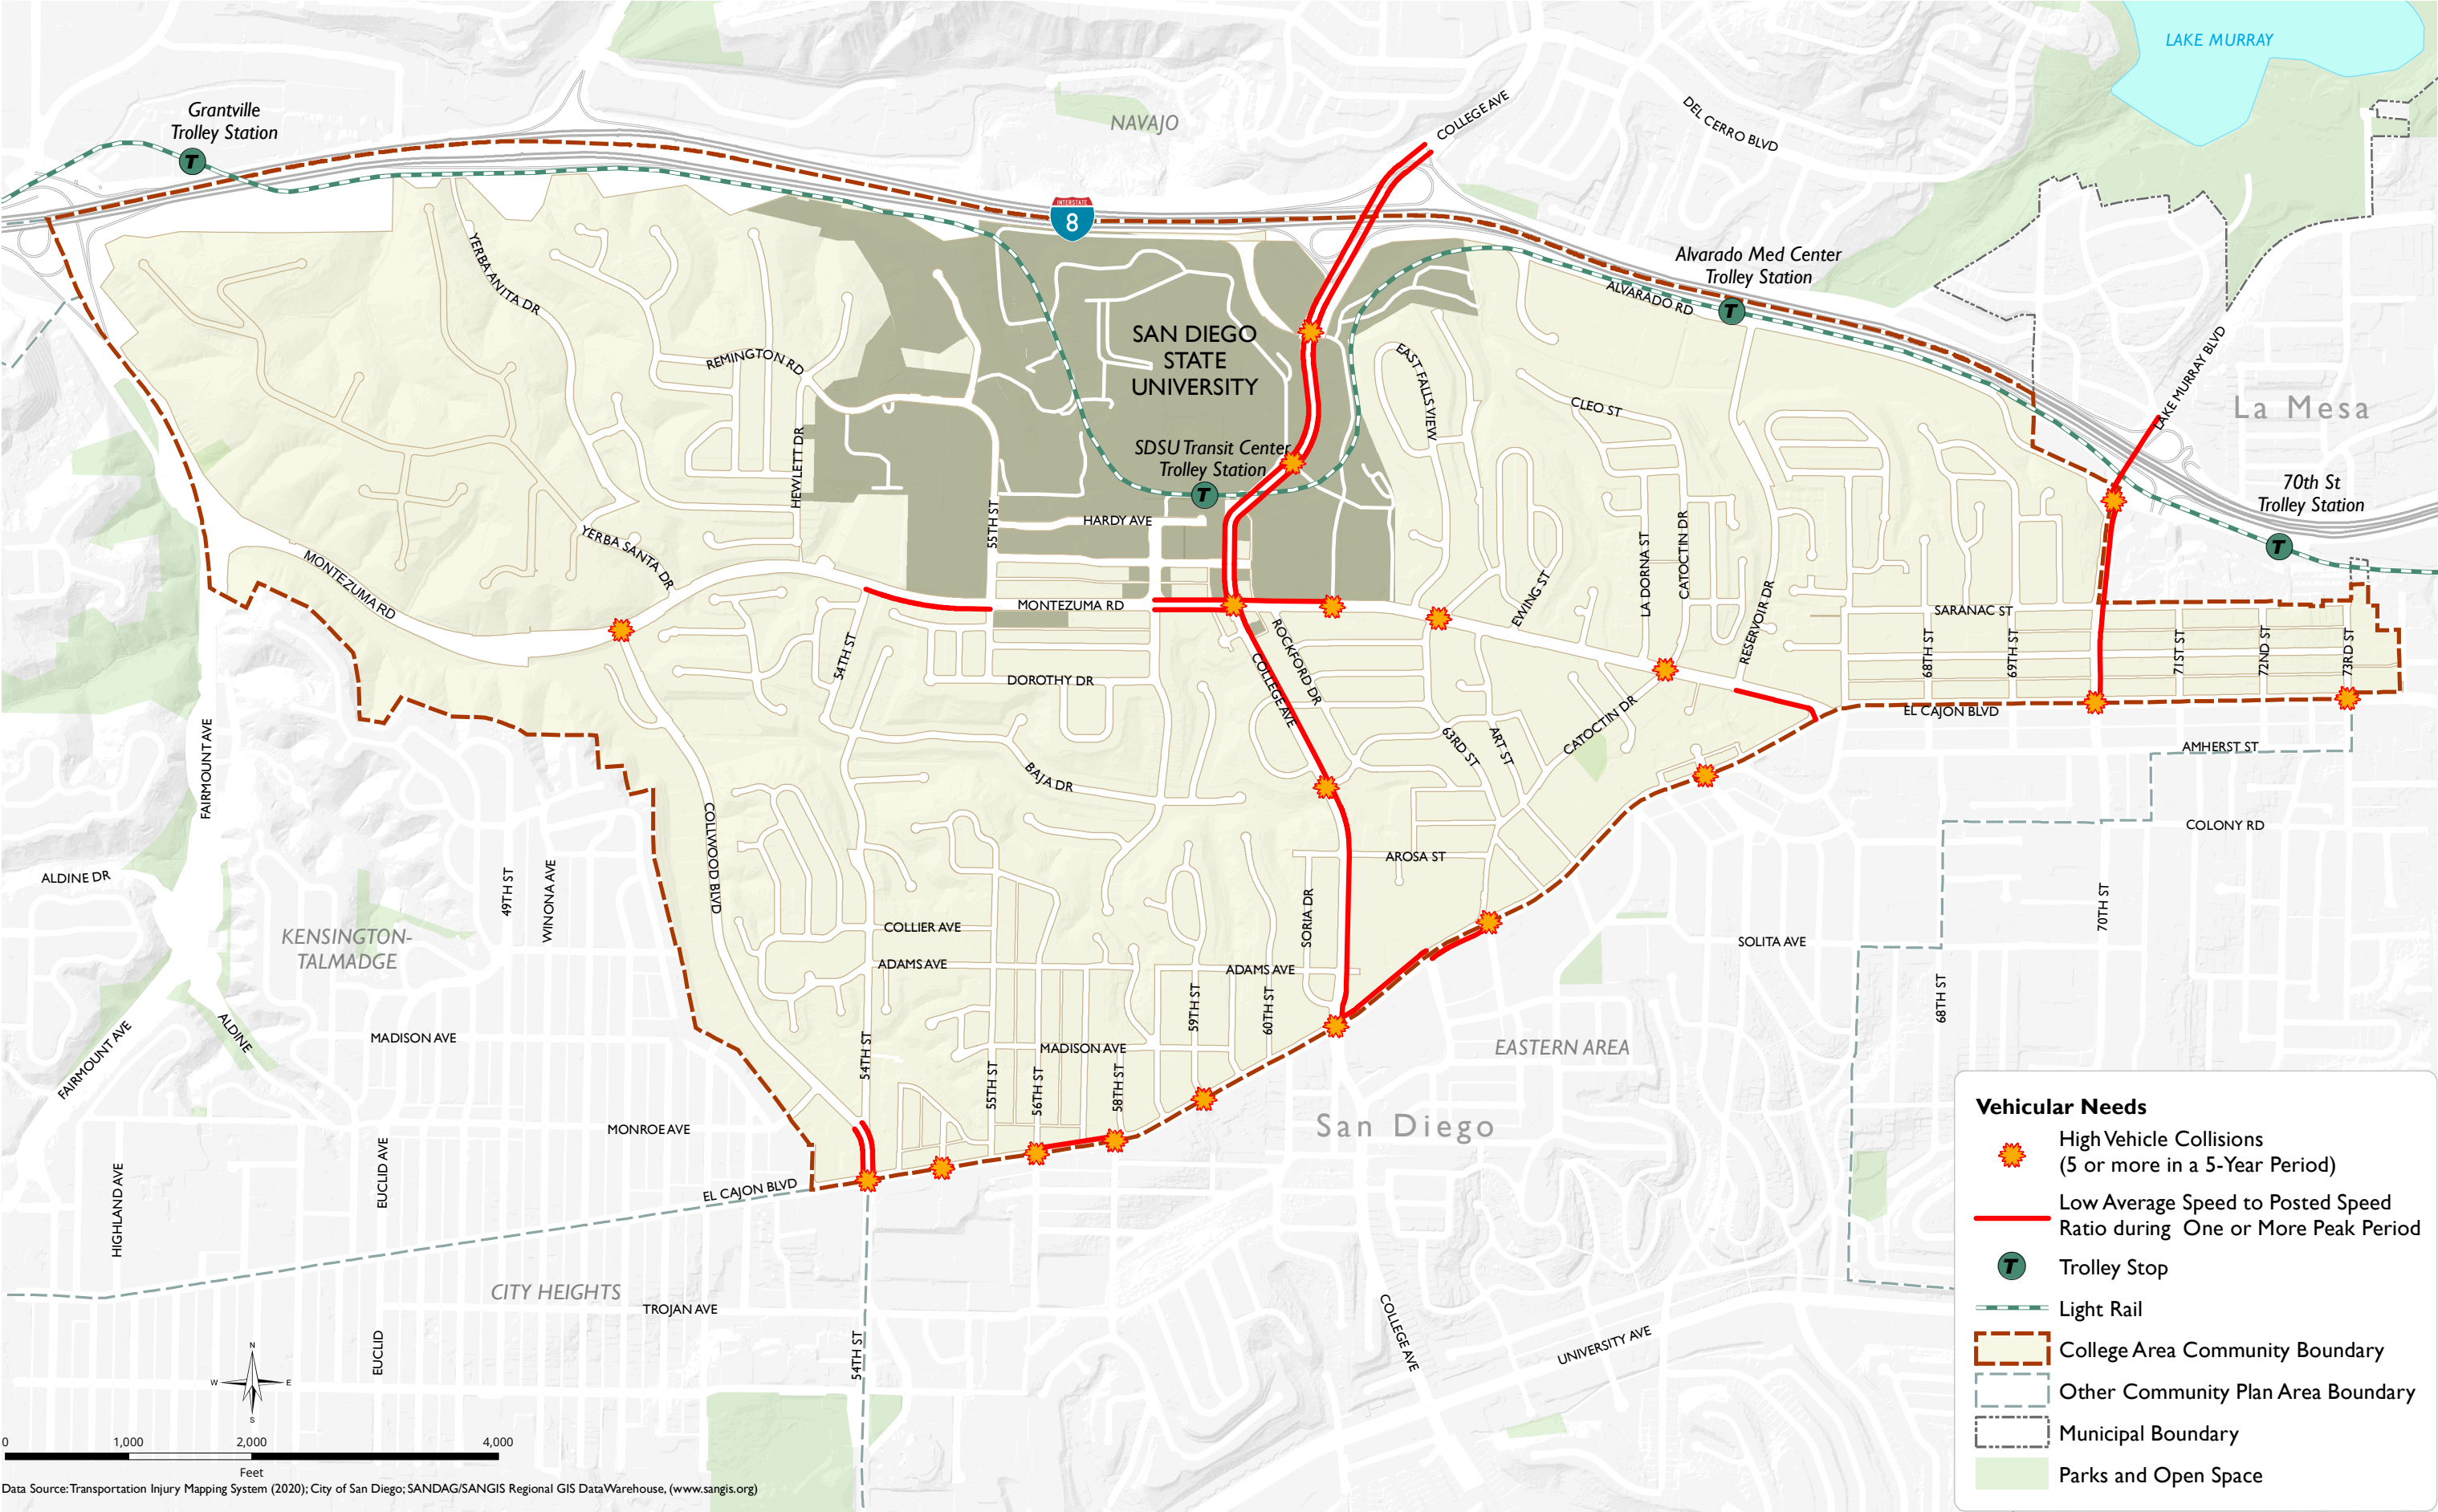 LAKE MURRAY
Grantville
Trolley Station
NAVAJO
COLLEGE AVE
DEL CERRO BLVD
INTERSTATE
8
T
YERBA ANITA DR
Alvarado Med Center
Trolley Station
T
ALVARADO RD
SAN DIEGO
STATE
UNIVERSITY
REMINGTON RD
EAST FALLS VIEW
CLEO ST
LAKE MURRAY BLVD
La Mesa
HEWLETT DR
SDSU Transit Center
Trolley Station
T
70th St
Trolley Station
T
55TH ST
HARDY AVE
YERBA SANTA DR
MONTEZUMA RD
MONTEZUMA RD
EWING ST
LA DORNA ST
CATOCTIN DR
RESERVOIR DR
SARANAC ST
68TH ST
69TH ST
71ST ST
72ND ST
73RD ST
54TH ST
ROCKFORD DR
COLLEGE AVE
DOROTHY DR
EL CAJON BLVD
CATOCTIN DR
63RD ST
ART ST
AMHERST ST
FAIRMOUNT AVE
BAJA DR
COLLWOOD BLVD
COLONY RD
AROSA ST
ALDINE DR
49TH ST
WINONA AVE
70TH ST
KENSINGTON-
TALMADGE
COLLIER AVE
SORIA DR
SOLITA AVE
ADAMS AVE
ADAMS AVE
68TH ST
59TH ST
60TH ST
ALDINE
FAIRMOUNT AVE
MADISON AVE
54TH ST
MADISON AVE
EASTERN AREA
55TH ST
56TH ST
58TH ST
MONROE AVE
San Diego
HIGHLAND AVE
EUCLID AVE
EL CAJON BLVD
CITY HEIGHTS
TROJAN AVE
EUCLID
54TH ST
COLLEGE AVE
UNIVERSITY AVE
Vehicular Needs
High Vehicle Collisions
(5 or more in a 5-Year Period)
Low Average Speed to Posted Speed
Ratio during One or More Peak Period
T
Trolley Stop
Light Rail
College Area Community Boundary
Other Community Plan Area Boundary
Municipal Boundary
Parks and Open Space
N
W
E
S
0
1,000
2,000
4,000
Feet
Data Source: Transportation Injury Mapping System (2020); City of San Diego; SANDAG/SANGIS Regional GIS DataWarehouse, (www.sangis.org)